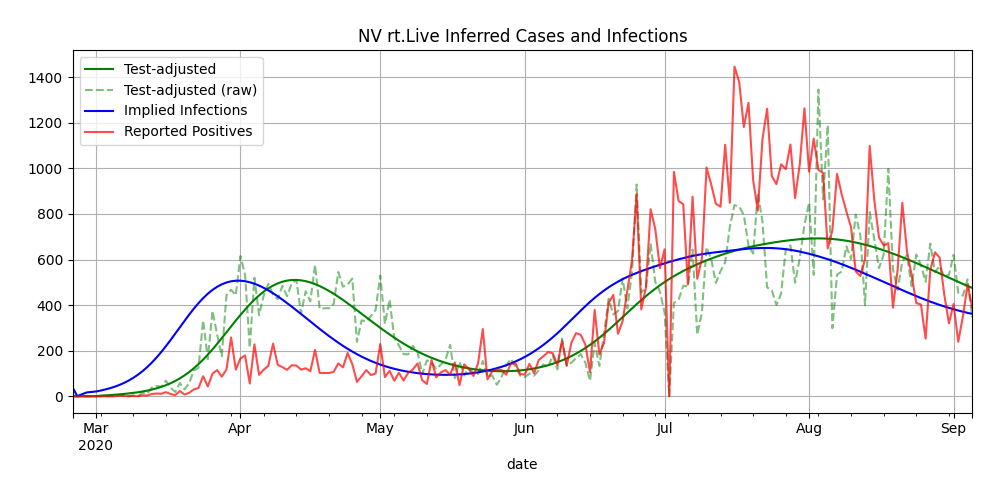 NV rt.Live Inferred Cases and Infections
Test-adjusted
Test-adjusted (raw)
Implied Infections
Reported Positives
1400
1200
1000
800
600
400
200
0
Mar Apr May Jun Jul Aug Sep
2020
date